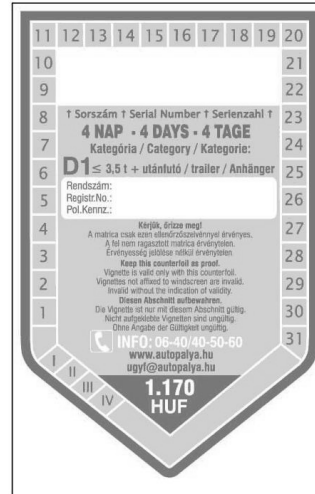 11 12 13 14 15 16 17 18 19 20
10 21
9 22
8 ↑ Sorszám ↑ Serial Number ↑ Serienzahl ↑ 23
4 NAP - 4 DAYS - 4 TAGE
7 Kategória / Category / Kategorie: 24
6 D1 ≤ 3,5 t + utánfutó / trailer / Anhänger 25
Rendszám:
5 Registr.No.: 26
Pol.Kennz.:
4 Kérjük, őrizze meg! 27
A matrica csak ezen ellenőrzőszelvénnyel érvényes.
A fel nem ragasztott matrica érvénytelen.
3 Érvényesség jelölése nélkül érvénytelen 28
Keep this counterfoil as proof.
Vignette is valid only with this counterfoil.
2 Vignettes not affixed to windscreen are invalid. 29
Invalid without the indication of validity.
Diesen Abschnitt aufbewahren.
1 Die Vignette ist nur mit diesem Abschnitt gültig. 30
Nicht aufgeklebte Vignetten sind ungültig.
Ohne Angabe der Gültigkeit ungültig.
INFO: 06-40/40-50-60 31
I www.autopalya.hu
II ugyf@autopalya.hu
III 1.170
IV HUF